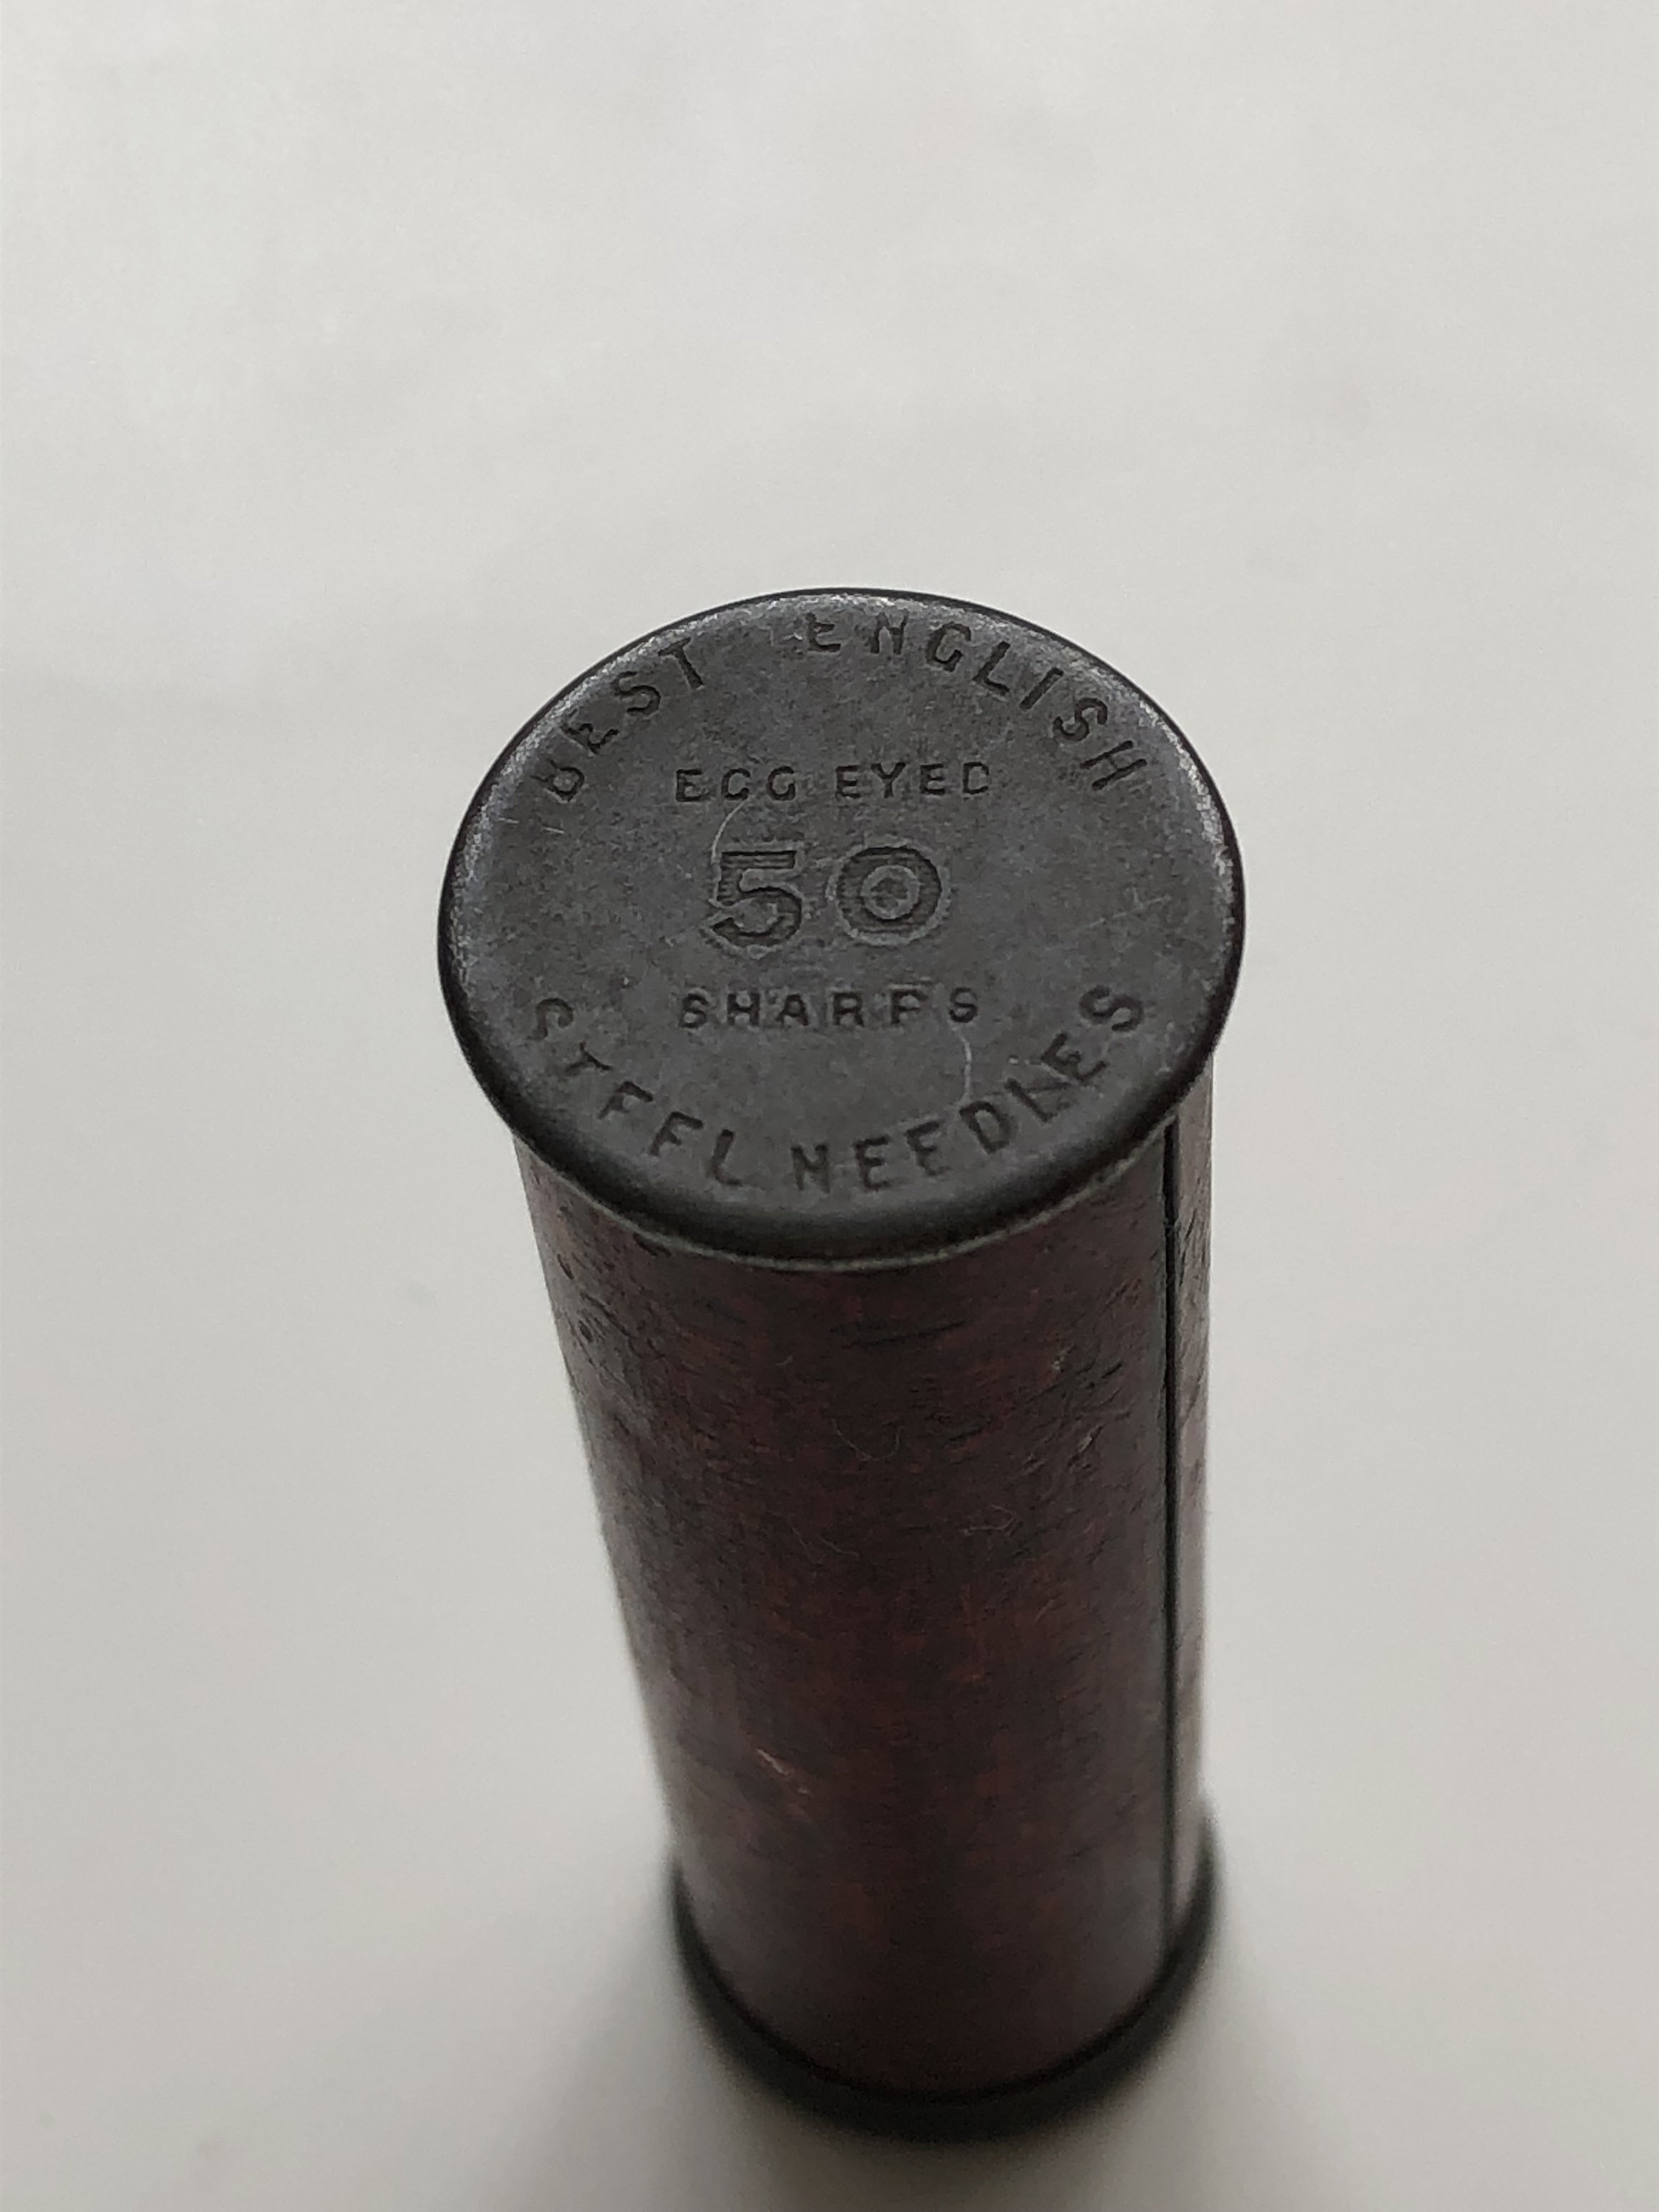 BEST ENGLISH
EGG EYED
50
SHARPS
STEEL NEEDLES